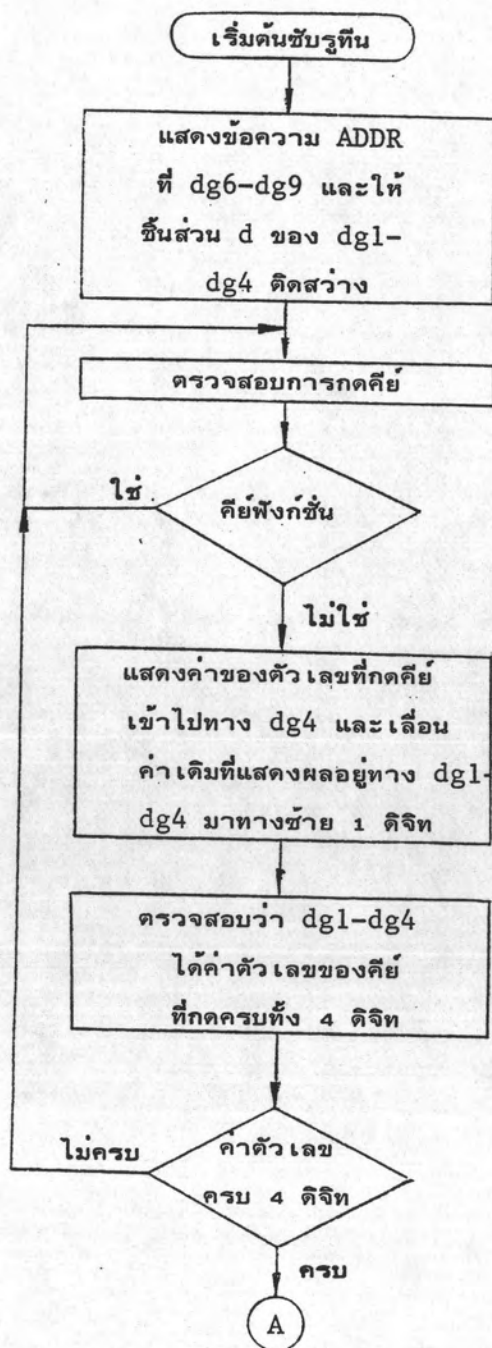 เริ่มต้นซับรูทีน
แสดงข้อความ ADDR
ที่ dg6-dg9 และให้
ชิ้นส่วน d ของ dg1-
dg4 ติดสว่าง
ตรวจสอบการกดคีย์
ใช่
คีย์ฟังก์ชั่น
ไม่ใช่
แสดงค่าของตัวเลขที่กดคีย์
เข้าไปทาง dg4 และเลื่อน
ค่าเดิมที่แสดงผลอยู่ทาง dg1-
dg4 มาทางซ้าย 1 ดิจิท
ตรวจสอบว่า dg1-dg4
ได้ค่าตัวเลขของคีย์
ที่กดครบทั้ง 4 ดิจิท
ไม่ครบ
ค่าตัวเลข
ครบ 4 ดิจิท
ครบ
A